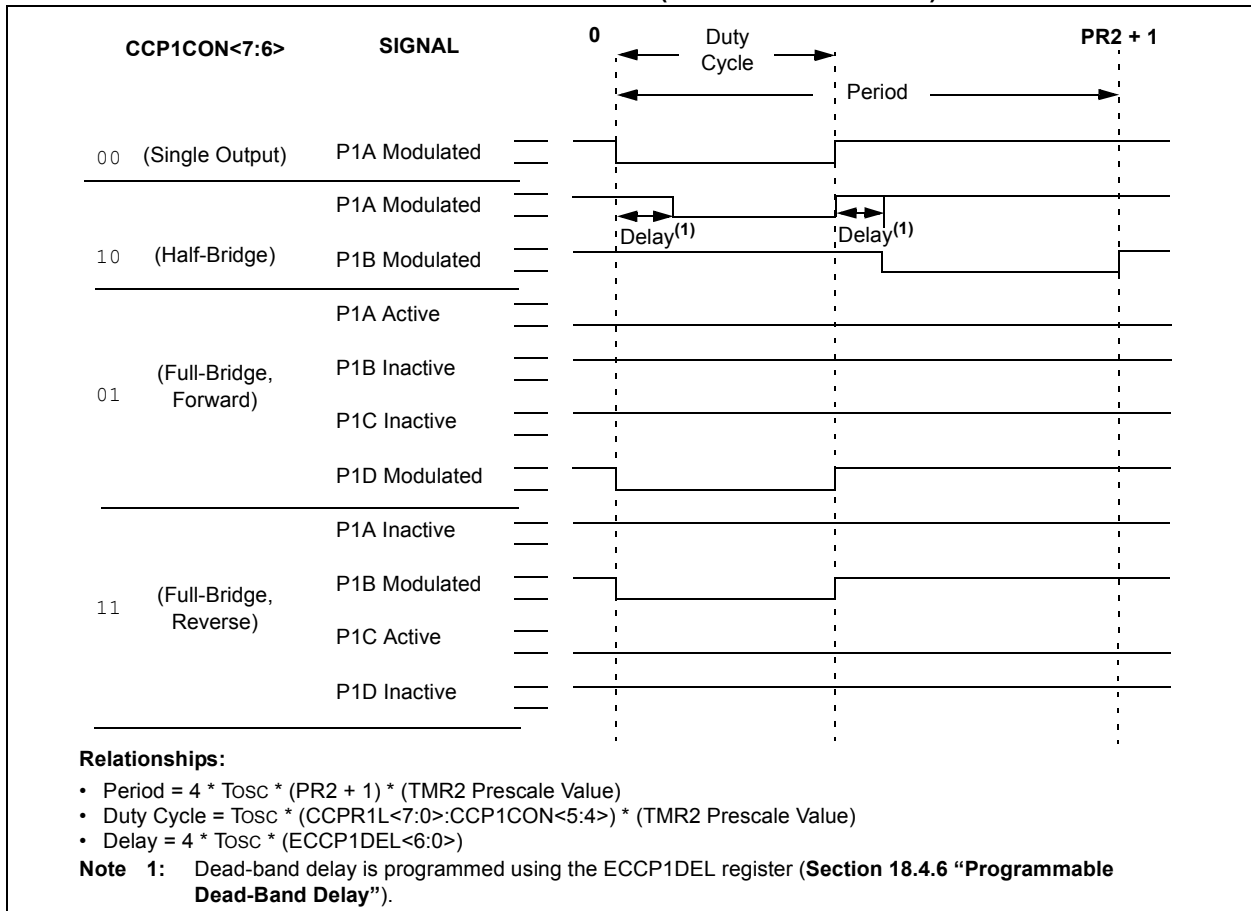 CCP1CON<7:6> SIGNAL 0 Duty Cycle PR2 + 1
Period
00 (Single Output) P1A Modulated
P1A Modulated
Delay(1) Delay(1)
10 (Half-Bridge) P1B Modulated
P1A Active
P1B Inactive
01 (Full-Bridge, Forward)
P1C Inactive
P1D Modulated
P1A Inactive
P1B Modulated
11 (Full-Bridge, Reverse)
P1C Active
P1D Inactive
Relationships:
• Period = 4 * TOSC * (PR2 + 1) * (TMR2 Prescale Value)
• Duty Cycle = TOSC * (CCPR1L<7:0>:CCP1CON<5:4>) * (TMR2 Prescale Value)
• Delay = 4 * TOSC * (ECCP1DEL<6:0>)
Note 1: Dead-band delay is programmed using the ECCP1DEL register (Section 18.4.6 “Programmable
Dead-Band Delay”).